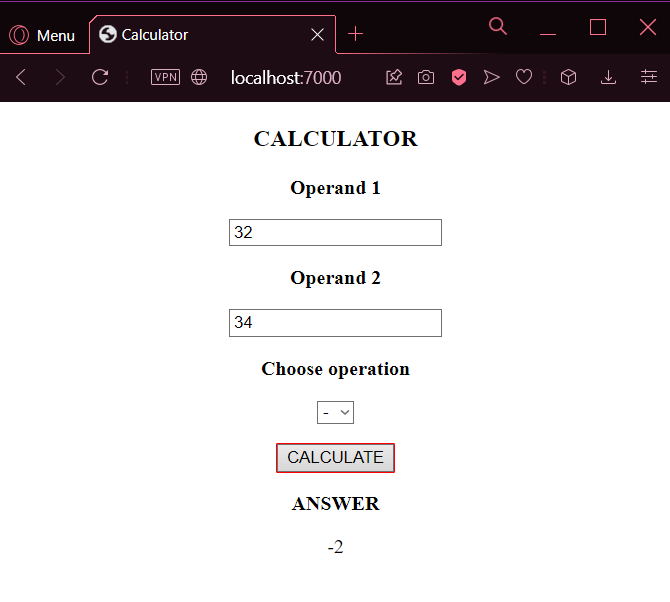 Menu
Calculator
VPN
localhost:7000
CALCULATOR
Operand 1
32
Operand 2
34
Choose operation
-
CALCULATE
ANSWER
-2